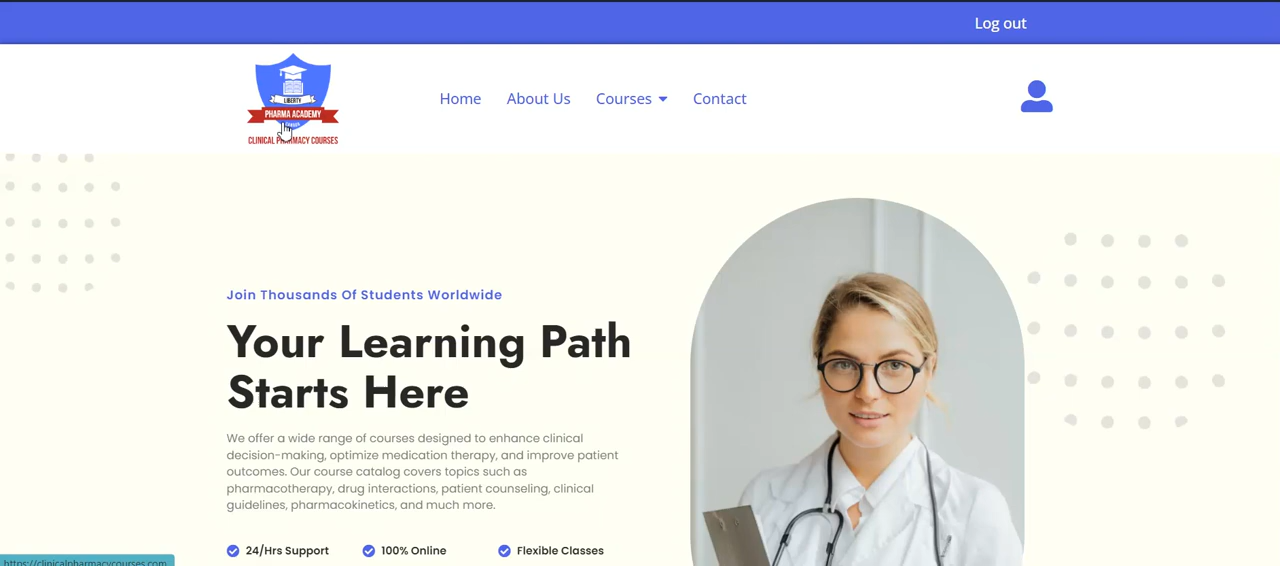 Log out
LIBERTY
PHARMA ACADEMY
CLINICAL PHARMACY COURSES
Home About Us Courses Contact
Join Thousands Of Students Worldwide
Your Learning Path
Starts Here
We offer a wide range of courses designed to enhance clinical
decision-making, optimize medication therapy, and improve patient
outcomes. Our course catalog covers topics such as
pharmacotherapy, drug interactions, patient counseling, clinical
guidelines, pharmacokinetics, and much more.
24/Hrs Support 100% Online Flexible Classes
https://clinicalpharmacycourses.com